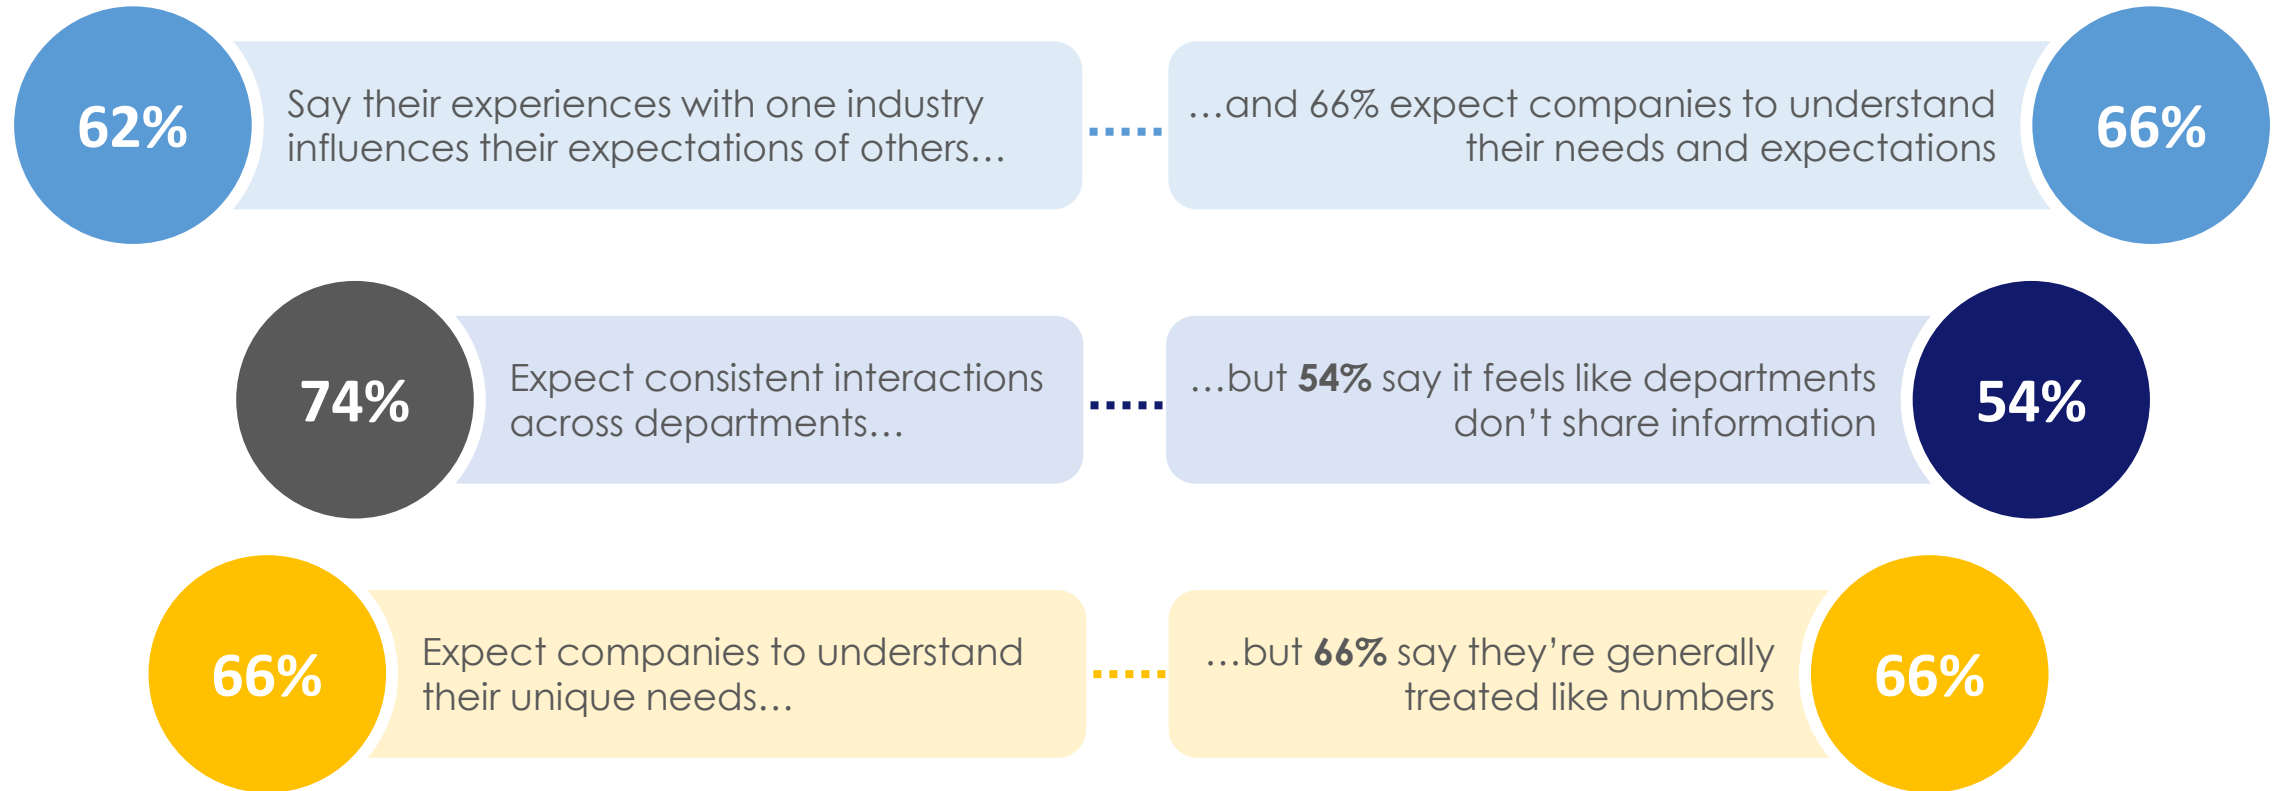 62%
Say their experiences with one industry
influences their expectations of others…
…and 66% expect companies to understand
their needs and expectations
66%
74%
Expect consistent interactions
across departments…
…but 54% say it feels like departments
don’t share information
54%
66%
Expect companies to understand
their unique needs…
…but 66% say they’re generally
treated like numbers
66%